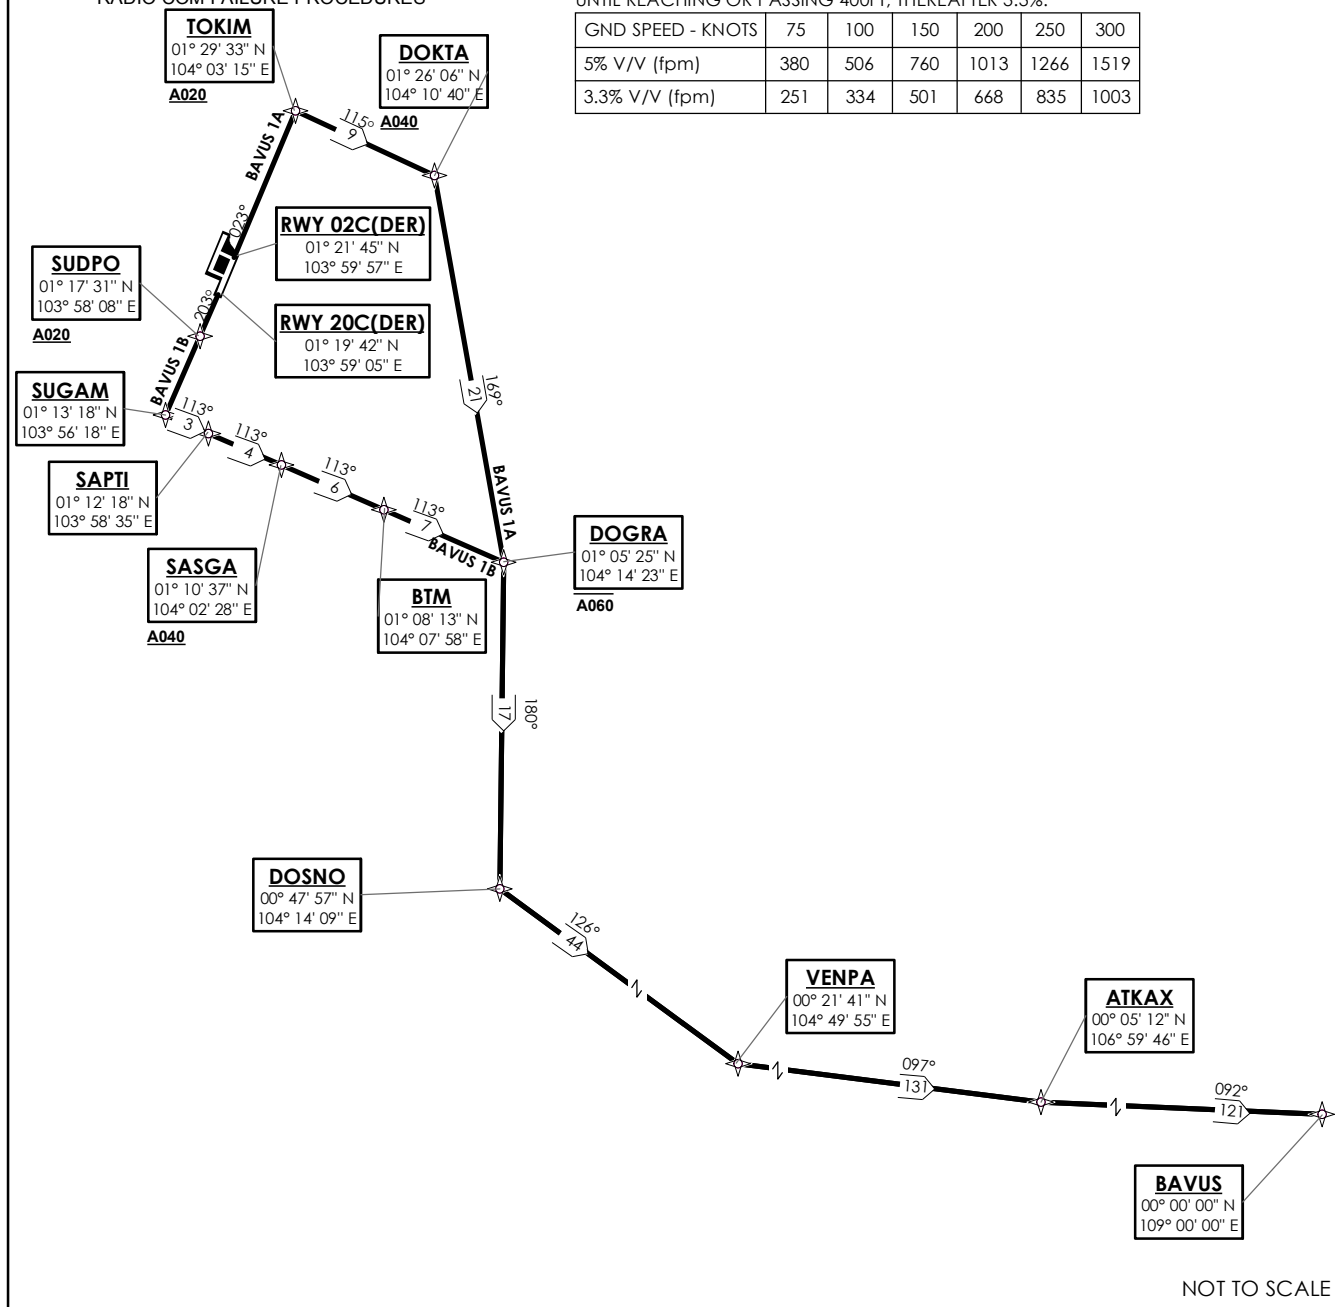 RADIO COM FAILURE PROCEDURES
UNTIL REACHING OR PASSING 400FT, THEREAFTER 3.3%.
GND SPEED - KNOTS 75 100 150 200 250 300
5% V/V (fpm) 380 506 760 1013 1266 1519
3.3% V/V (fpm) 251 334 501 668 835 1003
TOKIM
01° 29' 33" N
104° 03' 15" E
A020
DOKTA
01° 26' 06" N
104° 10' 40" E
A040
115°
9
BAVUS 1A
023°
RWY 02C(DER)
01° 21' 45" N
103° 59' 57" E
SUDPO
01° 17' 31" N
103° 58' 08" E
A020
203°
RWY 20C(DER)
01° 19' 42" N
103° 59' 05" E
BAVUS 1B
SUGAM
01° 13' 18" N
103° 56' 18" E
113°
3
113°
4
113°
6
113°
7
BAVUS 1B
169°
21
BAVUS 1A
SAPTI
01° 12' 18" N
103° 58' 35" E
SASGA
01° 10' 37" N
104° 02' 28" E
A040
BTM
01° 08' 13" N
104° 07' 58" E
DOGRA
01° 05' 25" N
104° 14' 23" E
A060
180°
17
DOSNO
00° 47' 57" N
104° 14' 09" E
126°
44
VENPA
00° 21' 41" N
104° 49' 55" E
097°
131
ATKAX
00° 05' 12" N
106° 59' 46" E
092°
121
BAVUS
00° 00' 00" N
109° 00' 00" E
NOT TO SCALE